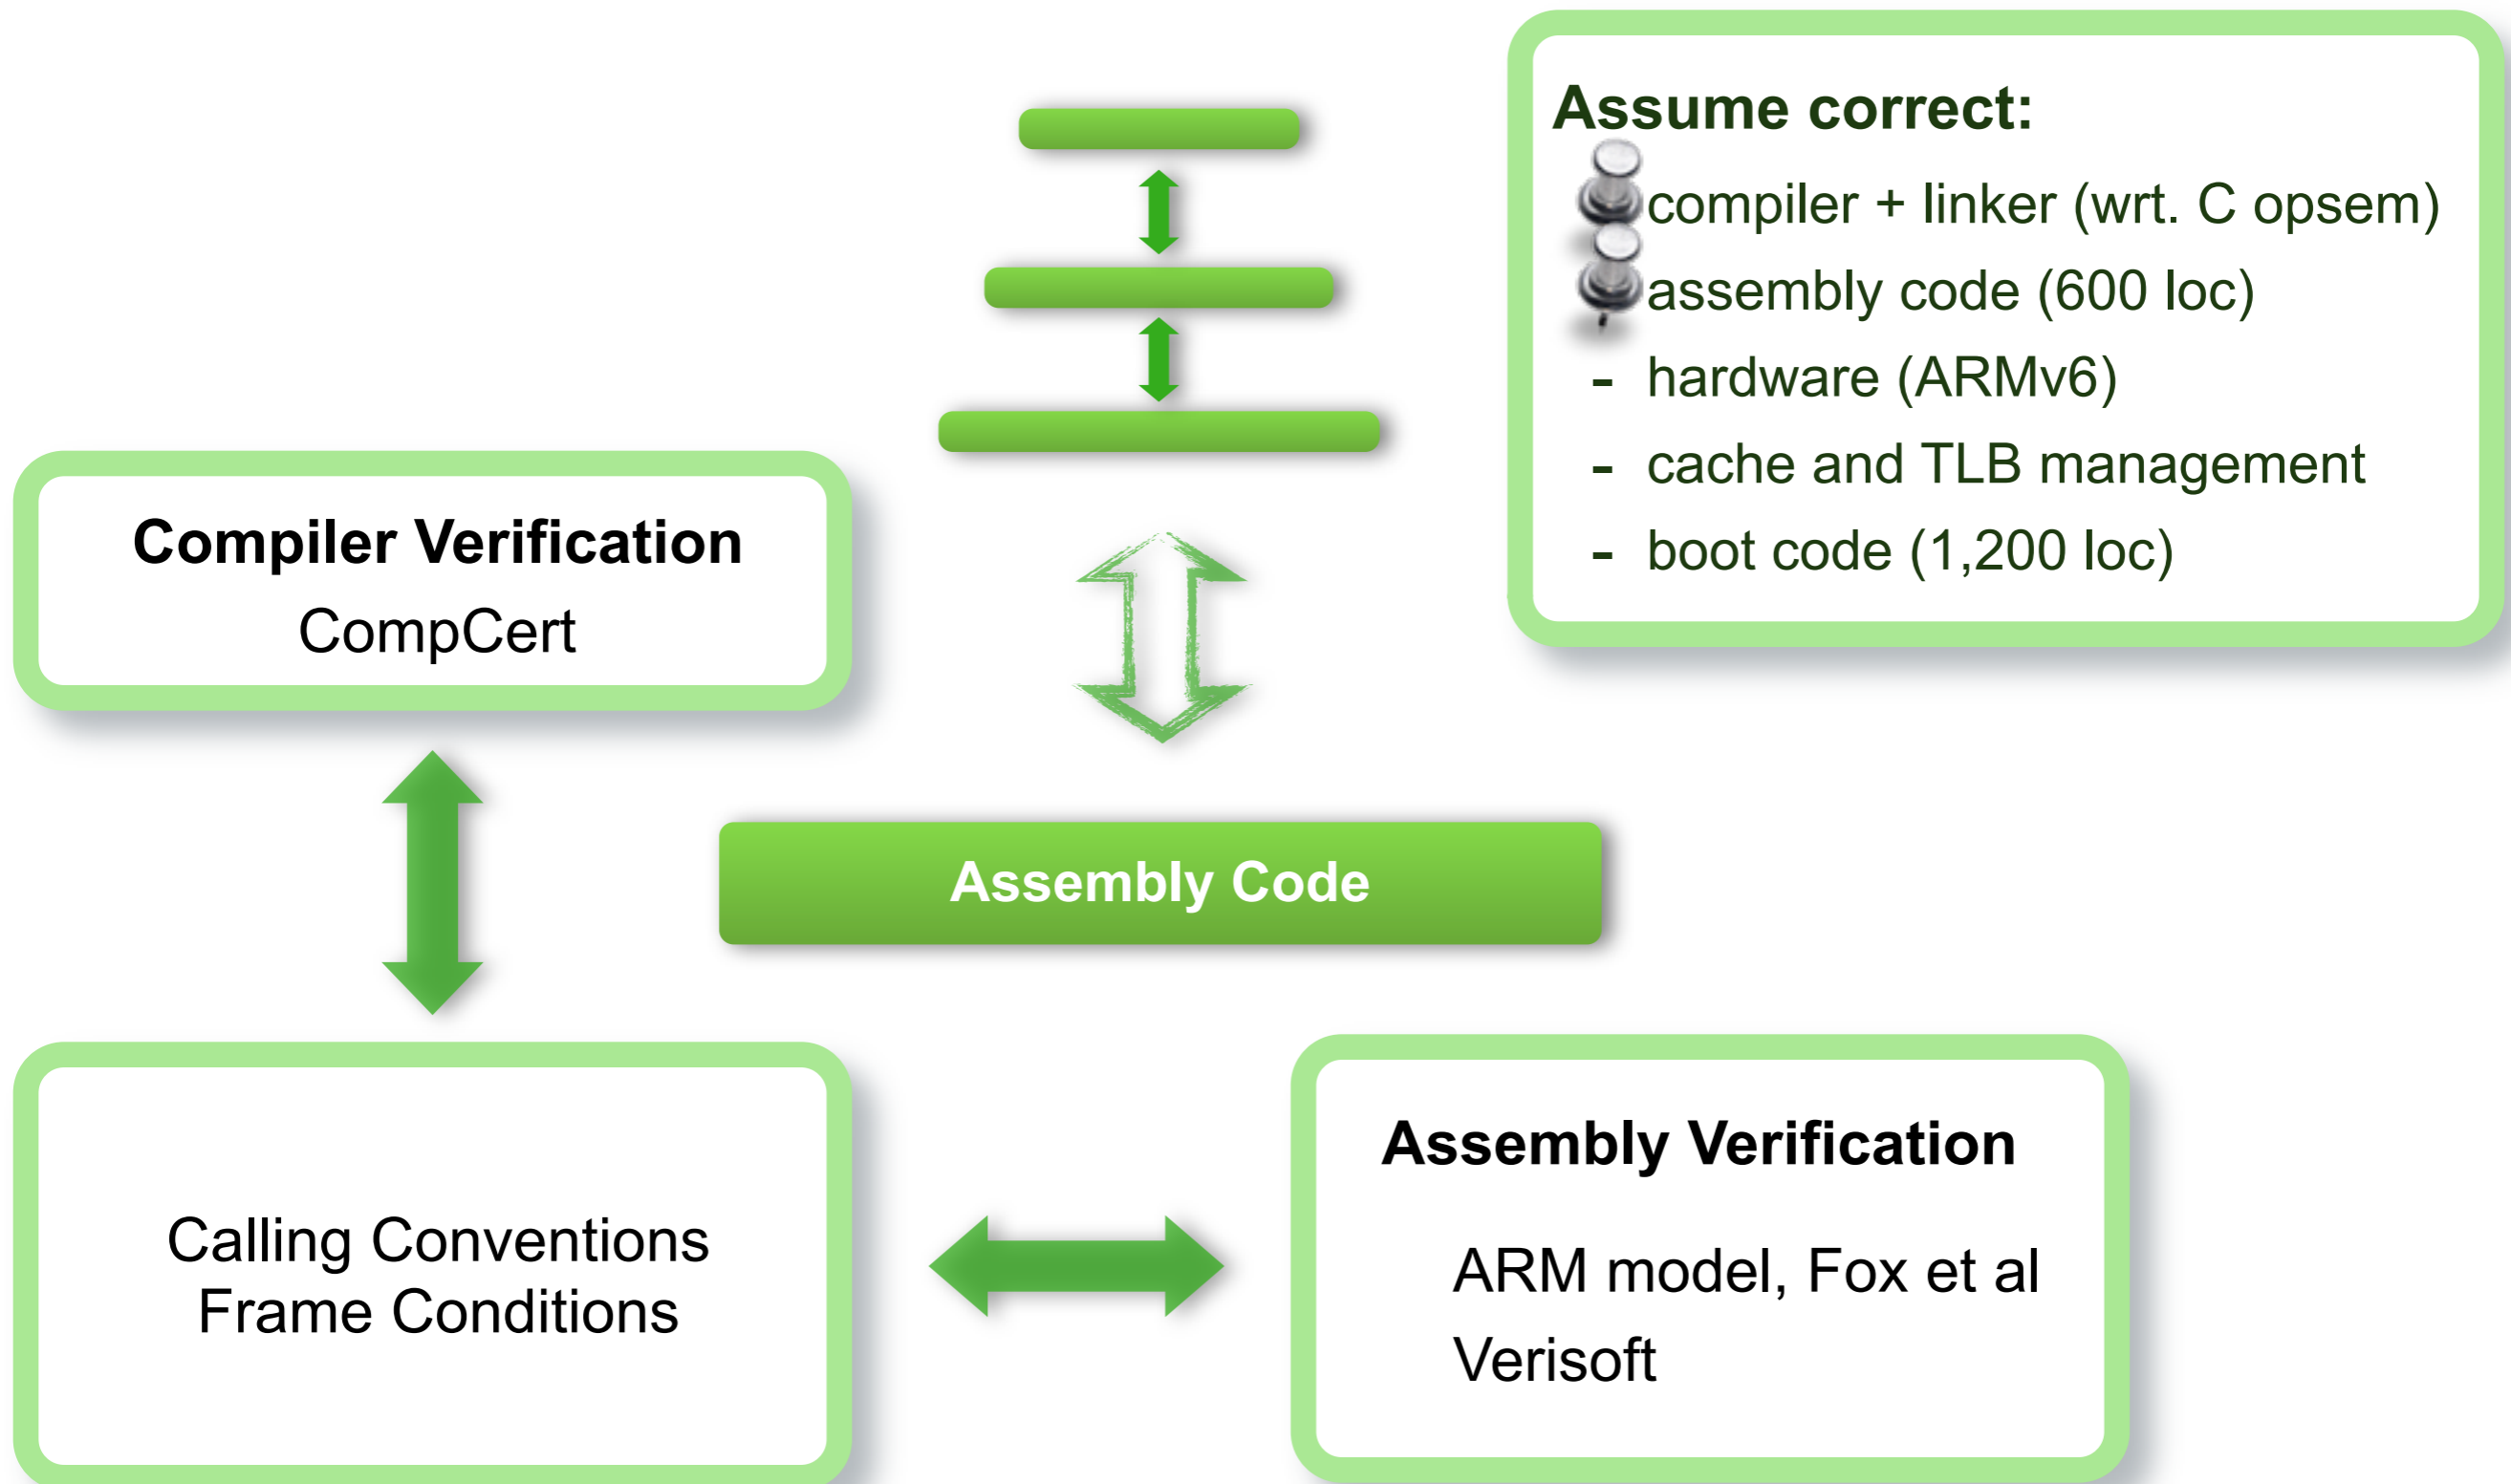 Assume correct:
compiler + linker (wrt. C opsem)
assembly code (600 loc)
- hardware (ARMv6)
- cache and TLB management
- boot code (1,200 loc)
Compiler Verification
CompCert
Assembly Code
Calling Conventions
Frame Conditions
Assembly Verification
ARM model, Fox et al
Verisoft